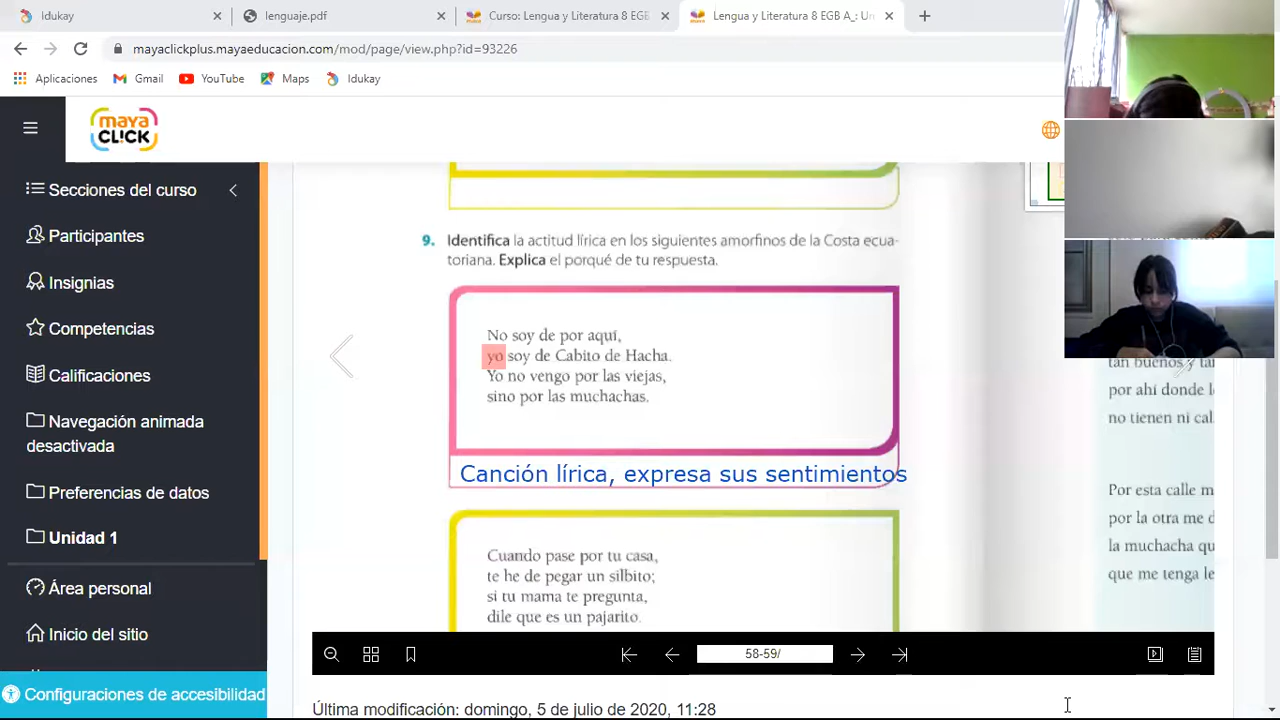 Idukay
lenguaje.pdf
Curso: Lengua y Literatura 8 EGB
Lengua y Literatura 8 EGB A_: Un
mayaclickplus.mayaeducacion.com/mod/page/view.php?id=93226
Aplicaciones
Gmail
YouTube
Maps
Idukay
maya
CL!CK
Secciones del curso
Participantes
Insignias
Competencias
Calificaciones
Navegación animada
desactivada
Preferencias de datos
Unidad 1
Área personal
Inicio del sitio
Configuraciones de accesibilidad
9. Identifica la actitud lírica en los siguientes amorfinos de la Costa ecua-
toriana. Explica el porqué de tu respuesta.
No soy de por aquí,
yo soy de Cabito de Hacha.
Yo no vengo por las viejas,
sino por las muchachas.
Canción lírica, expresa sus sentimientos
Cuando pase por tu casa,
te he de pegar un silbito;
si tu mama te pregunta,
dile que es un pajarito.
tan buenos y tan
por ahí donde l
no tienen ni cal
Por esta calle m
por la otra me d
la muchacha qu
que me tenga le
58-59/
Última modificación: domingo, 5 de julio de 2020, 11:28